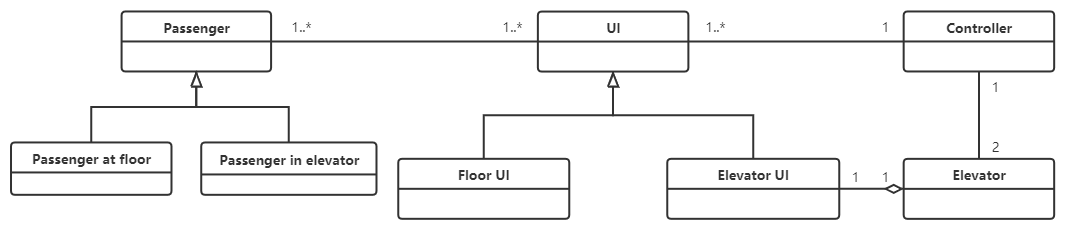 Passenger
1..*
1..*
UI
1..*
1
Controller
1
2
Passenger at floor
Passenger in elevator
Floor UI
Elevator UI
1
1
Elevator